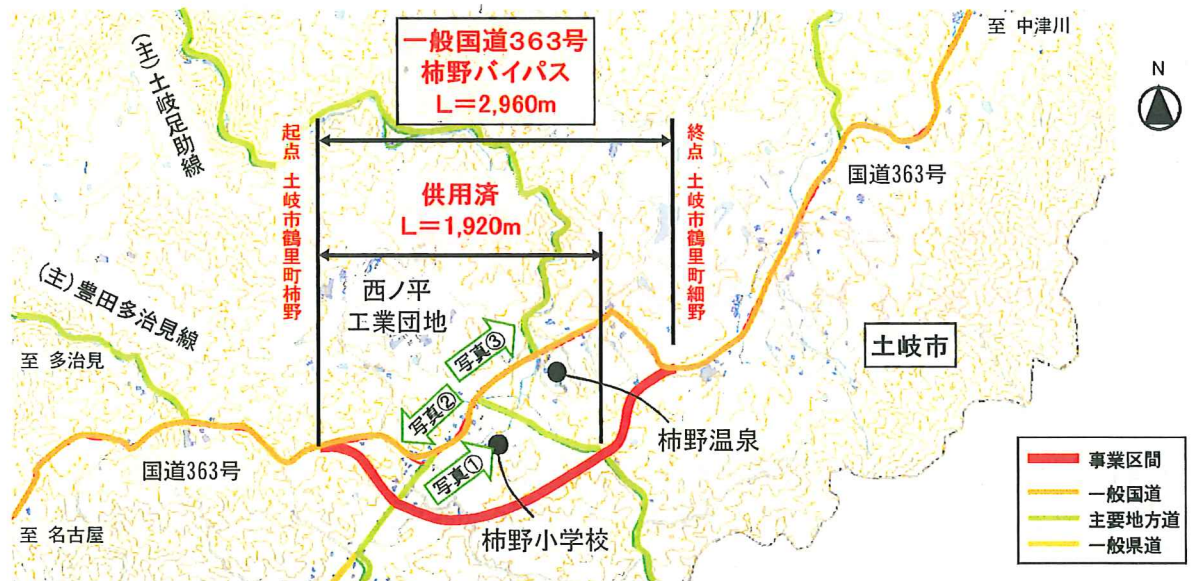 一般国道363号
柿野バイパス
L=2,960m
至 中津川
N
(主)土岐足助線
起点 土岐市鶴里町柿野
終点 土岐市鶴里町細野
国道363号
供用済
L=1,920m
西ノ平
工業団地
(主)豊田多治見線
至 多治見
写真③
土岐市
写真②
柿野温泉
写真①
国道363号
至 名古屋
柿野小学校
事業区間
一般国道
主要地方道
一般県道